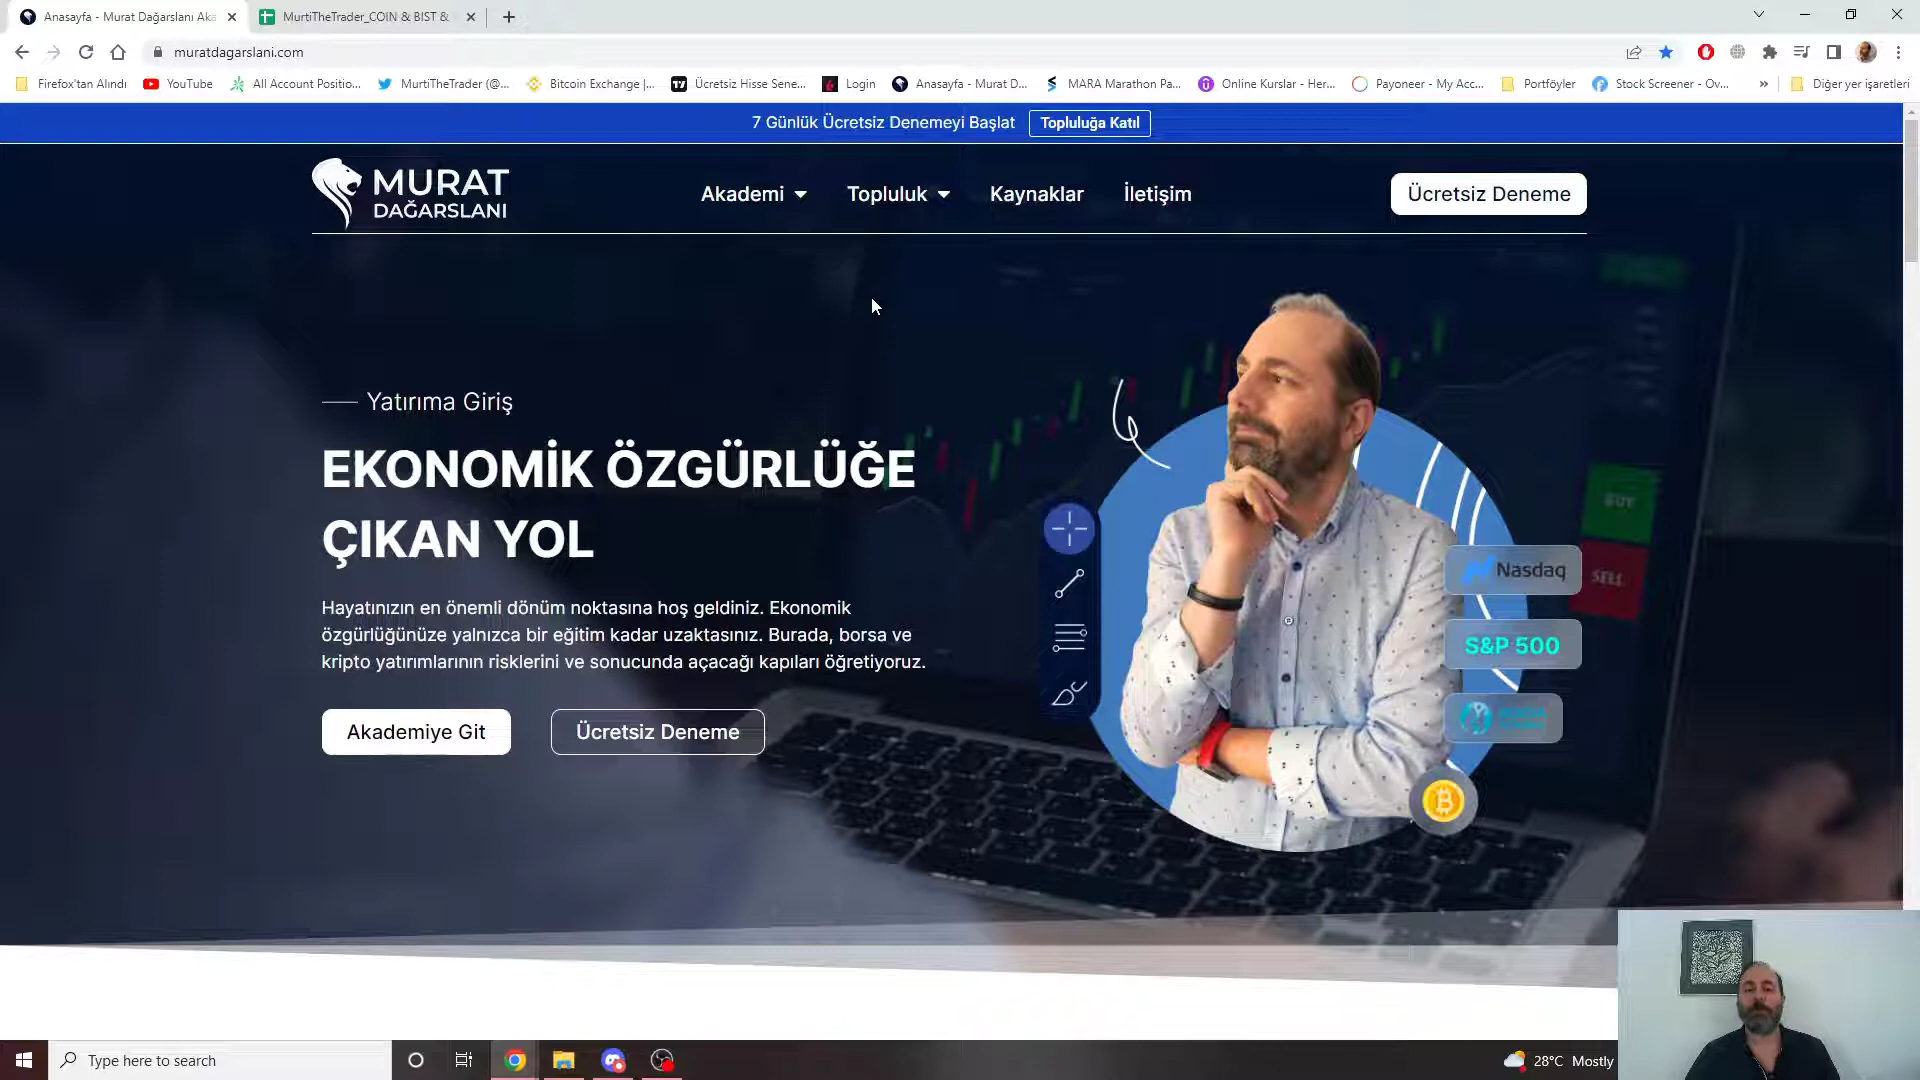 Anasayfa - Murat Dağarslanı Aka
MurtiTheTrader_COIN & BIST &
muratdagarslani.com
Firefox'tan Alındı
YouTube
All Account Positio...
MurtiTheTrader (@...
Bitcoin Exchange |...
Ücretsiz Hisse Sene...
Login
Anasayfa - Murat D...
MARA Marathon Pa...
Online Kurslar - Her...
Payoneer - My Acc...
Portföyler
Stock Screener - Ov...
»
Diğer yer işaretleri
7 Günlük Ücretsiz Denemeyi Başlat
Topluluğa Katıl
MURAT
DAĞARSLANI
Akademi
Topluluk
Kaynaklar
İletişim
Ücretsiz Deneme
Yatırıma Giriş
EKONOMİK ÖZGÜRLÜĞE
ÇIKAN YOL
Hayatınızın en önemli dönüm noktasına hoş geldiniz. Ekonomik
özgürlüğünüze yalnızca bir eğitim kadar uzaktasınız. Burada, borsa ve
kripto yatırımlarının risklerini ve sonucunda açacağı kapıları öğretiyoruz.
Akademiye Git
Ücretsiz Deneme
BUY
SELL
Nasdaq
S&P 500
Type here to search
28°C Mostly